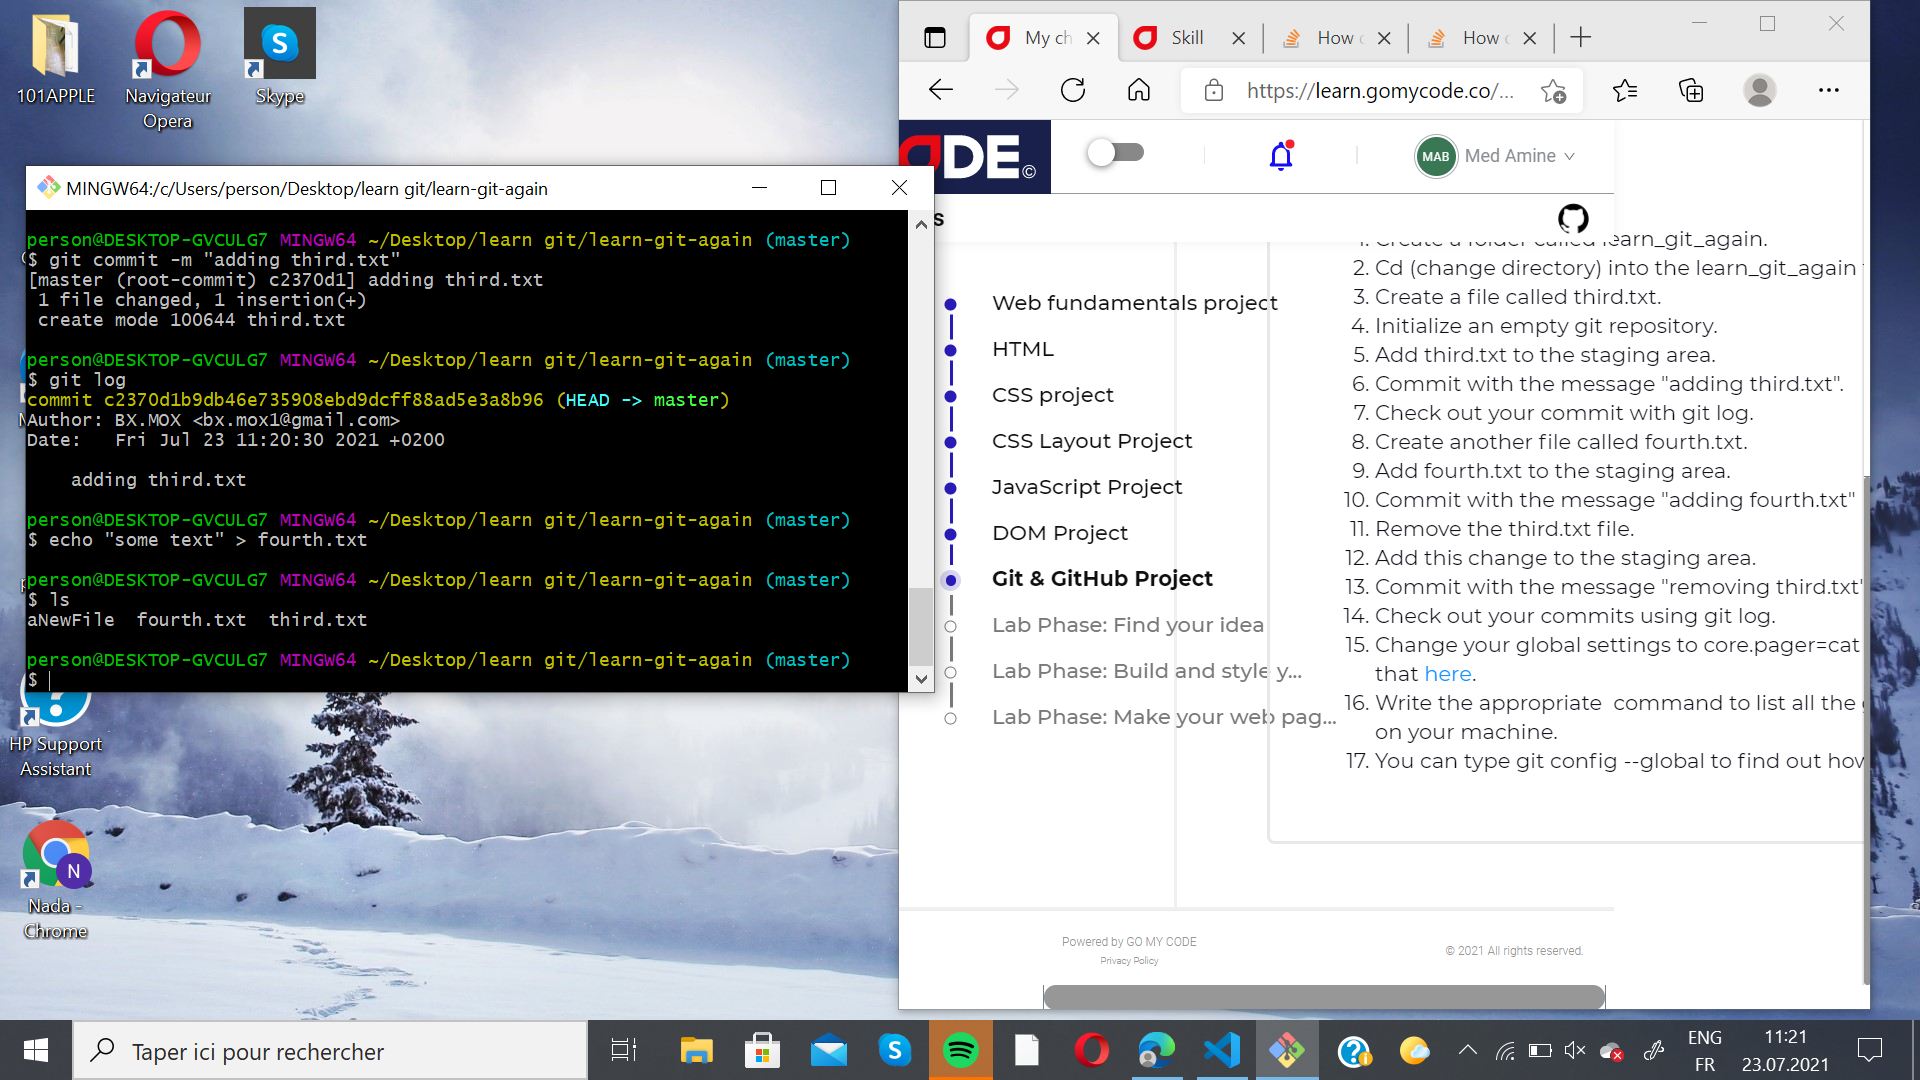 101APPLE
Navigateur
Opera
Skype
HP Support
Assistant
N
Nada -
Chrome
MINGW64:/c/Users/person/Desktop/learn git/learn-git-again
person@DESKTOP-GVCULG7 MINGW64 ~/Desktop/learn git/learn-git-again (master)
$ git commit -m "adding third.txt"
[master (root-commit) c2370d1] adding third.txt
1 file changed, 1 insertion(+)
create mode 100644 third.txt
person@DESKTOP-GVCULG7 MINGW64 ~/Desktop/learn git/learn-git-again (master)
$ git log
commit c2370d1b9db46e735908ebd9dcff88ad5e3a8b96 (HEAD -> master)
Author: BX.MOX <bx.mox1@gmail.com>
Date:   Fri Jul 23 11:20:30 2021 +0200
adding third.txt
person@DESKTOP-GVCULG7 MINGW64 ~/Desktop/learn git/learn-git-again (master)
$ echo "some text" > fourth.txt
person@DESKTOP-GVCULG7 MINGW64 ~/Desktop/learn git/learn-git-again (master)
$ ls
aNewFile  fourth.txt  third.txt
person@DESKTOP-GVCULG7 MINGW64 ~/Desktop/learn git/learn-git-again (master)
$
My ch
Skill
How
How
https://learn.gomycode.co/...
DE©
MAB Med Amine
s
Web fundamentals project
HTML
CSS project
CSS Layout Project
JavaScript Project
DOM Project
Git & GitHub Project
Lab Phase: Find your idea
Lab Phase: Build and style y...
Lab Phase: Make your web pag...
1. Create a folder called learn_git_again.
2. Cd (change directory) into the learn_git_again
3. Create a file called third.txt.
4. Initialize an empty git repository.
5. Add third.txt to the staging area.
6. Commit with the message "adding third.txt".
7. Check out your commit with git log.
8. Create another file called fourth.txt.
9. Add fourth.txt to the staging area.
10. Commit with the message "adding fourth.txt"
11. Remove the third.txt file.
12. Add this change to the staging area.
13. Commit with the message "removing third.txt"
14. Check out your commits using git log.
15. Change your global settings to core.pager=cat
that here.
16. Write the appropriate  command to list all the
on your machine.
17. You can type git config --global to find out how
Powered by GO MY CODE
Privacy Policy
© 2021 All rights reserved.
Taper ici pour rechercher
ENG
FR
11:21
23.07.2021